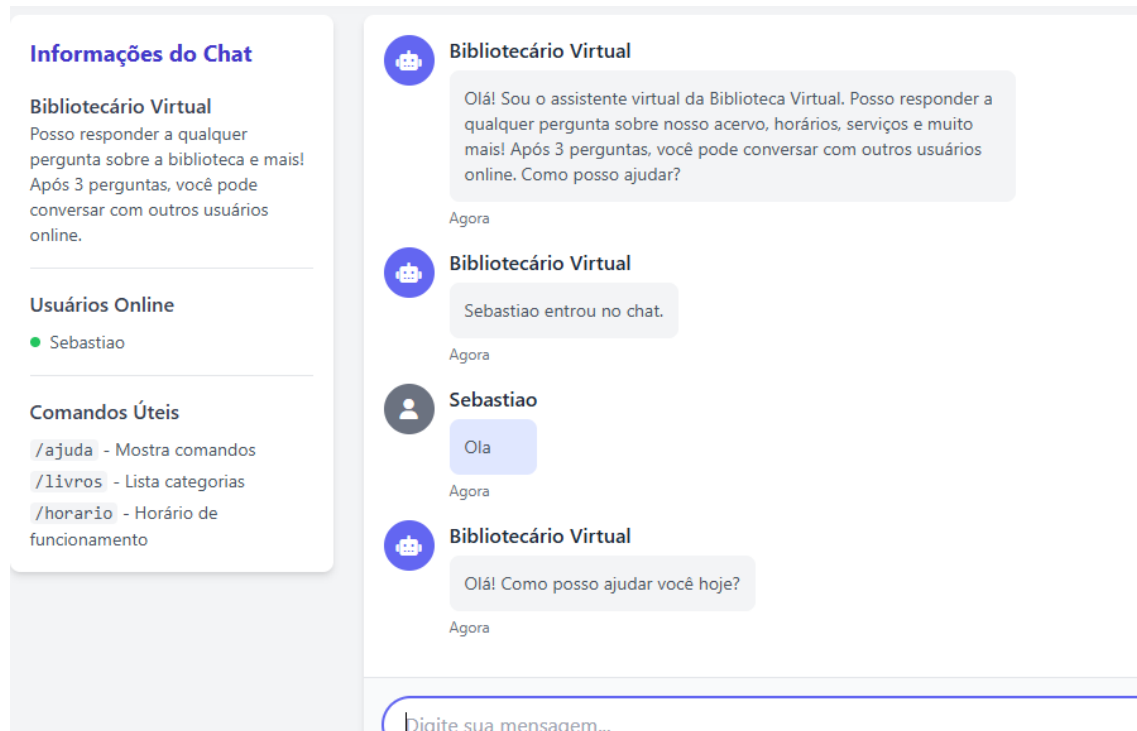 Informações do Chat
Bibliotecário Virtual
Posso responder a qualquer
pergunta sobre a biblioteca e mais!
Após 3 perguntas, você pode
conversar com outros usuários
online.
Usuários Online
Sebastiao
Comandos Úteis
/ajuda - Mostra comandos
/livros - Lista categorias
/horario - Horário de
funcionamento
Bibliotecário Virtual
Olá! Sou o assistente virtual da Biblioteca Virtual. Posso responder a
qualquer pergunta sobre nosso acervo, horários, serviços e muito
mais! Após 3 perguntas, você pode conversar com outros usuários
online. Como posso ajudar?
Agora
Bibliotecário Virtual
Sebastiao entrou no chat.
Agora
Sebastiao
Ola
Agora
Bibliotecário Virtual
Olá! Como posso ajudar você hoje?
Agora
Digite sua mensagem...